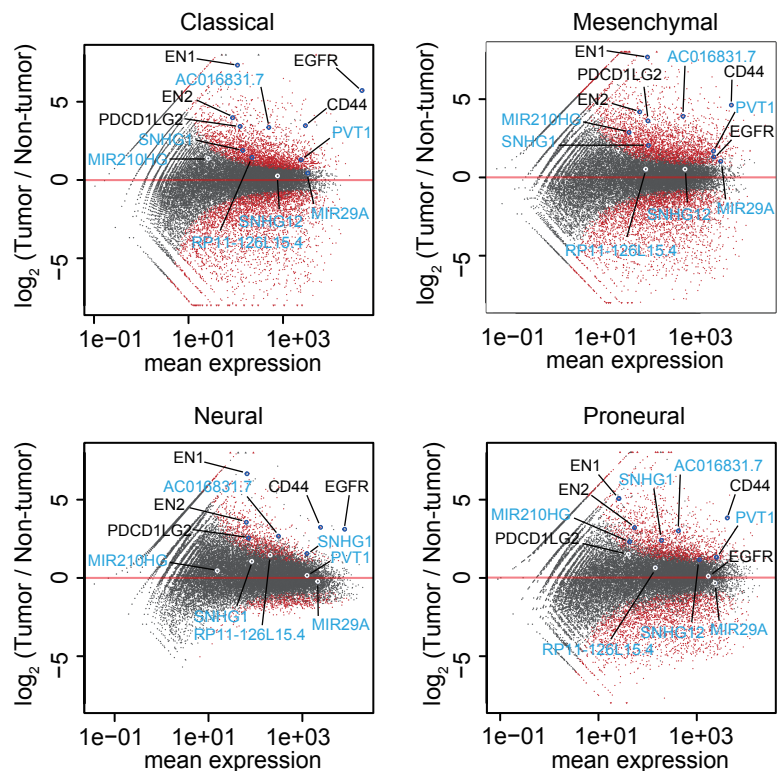 Classical
Mesenchymal
log2 (Tumor / Non-tumor)
5
0
−5
EN1
EGFR
AC016831.7
EN2
CD44
PDCD1LG2
SNHG1
PVT1
MIR210HG
SNHG12
MIR29A
RP11-126L15.4
1e−01
1e+01
1e+03
mean expression
log2 (Tumor / Non-tumor)
5
0
−5
EN1
AC016831.7
PDCD1LG2
CD44
EN2
PVT1
MIR210HG
EGFR
SNHG1
SNHG12
MIR29A
RP11-126L15.4
1e−01
1e+01
1e+03
mean expression
Neural
Proneural
log2 (Tumor / Non-tumor)
5
0
−5
EN1
AC016831.7
CD44
EGFR
EN2
PDCD1LG2
SNHG1
MIR210HG
PVT1
SNHG1
MIR29A
RP11-126L15.4
1e−01
1e+01
1e+03
mean expression
log2 (Tumor / Non-tumor)
5
0
−5
EN1
AC016831.7
SNHG1
EN2
CD44
MIR210HG
PVT1
PDCD1LG2
EGFR
SNHG12
MIR29A
RP11-126L15.4
1e−01
1e+01
1e+03
mean expression